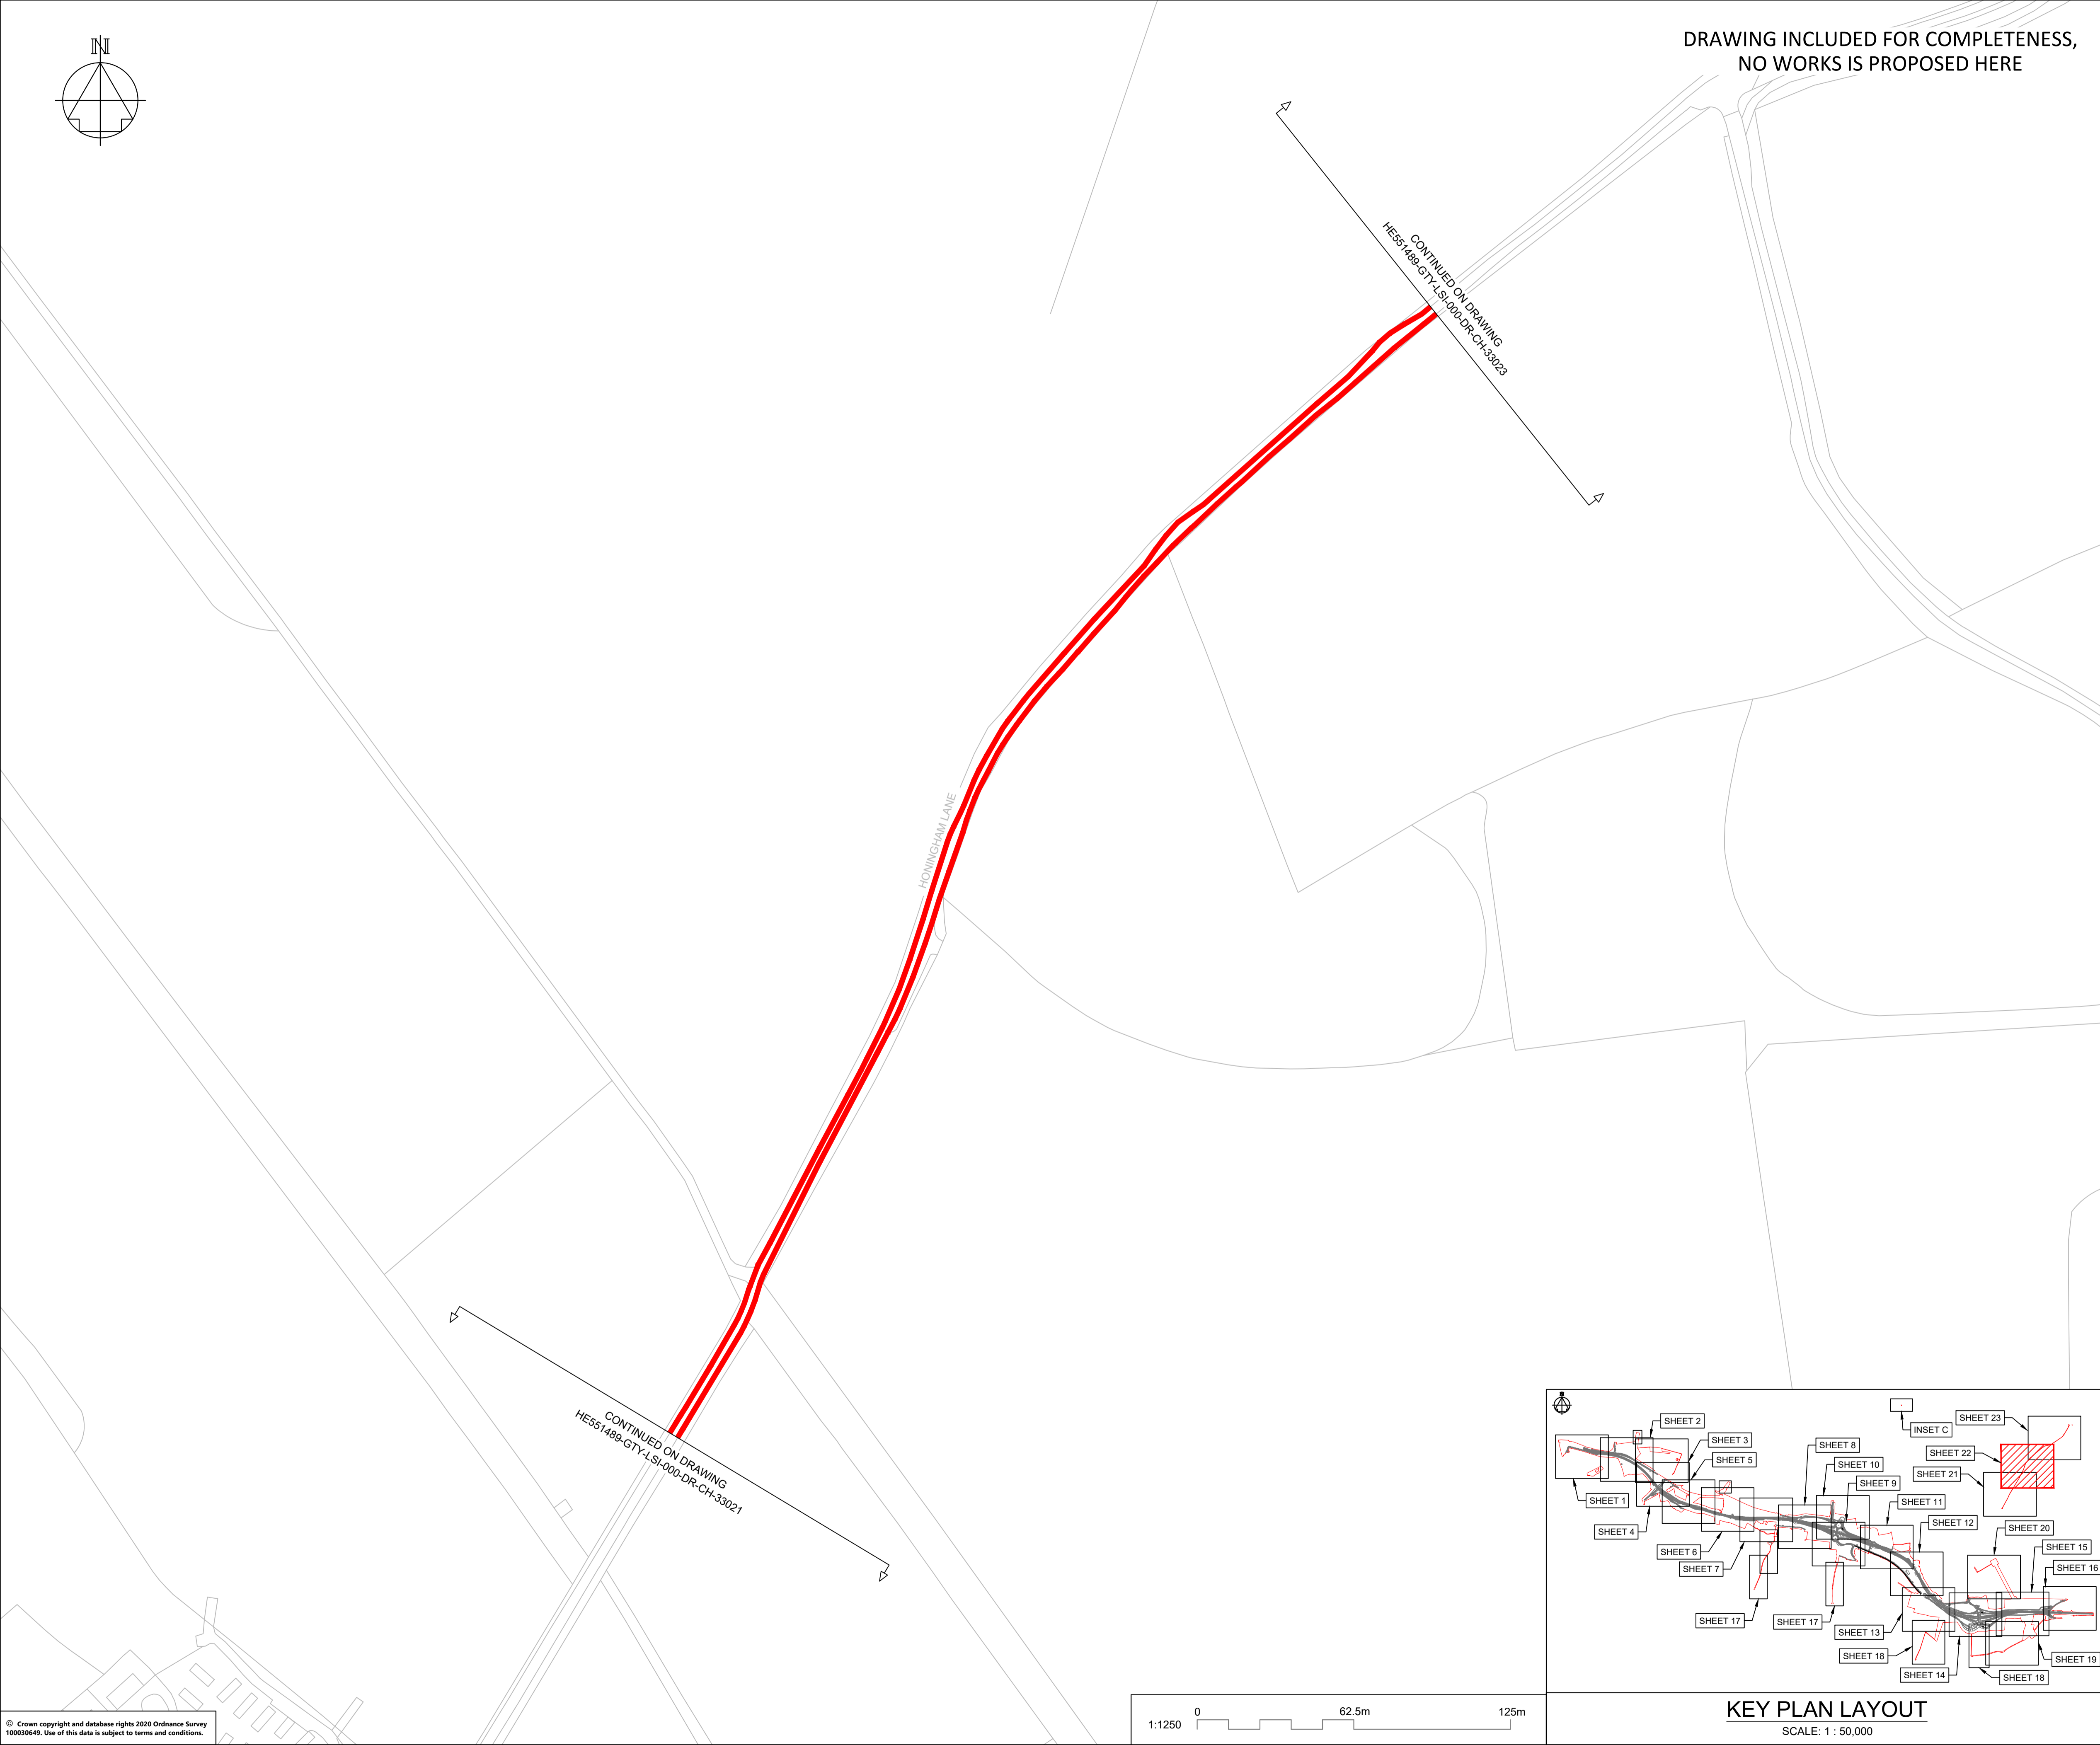 N
DRAWING INCLUDED FOR COMPLETENESS,
NO WORKS IS PROPOSED HERE
CONTINUED ON DRAWING
HE551489-GTY-LSI-000-DR-CH-33023
HONINGHAM LANE
CONTINUED ON DRAWING
HE551489-GTY-LSI-000-DR-CH-33021
SHEET 2
INSET C
SHEET 23
SHEET 3
SHEET 8
SHEET 22
SHEET 5
SHEET 10
SHEET 21
SHEET 9
SHEET 1
SHEET 11
SHEET 4
SHEET 12
SHEET 20
SHEET 6
SHEET 15
SHEET 7
SHEET 16
SHEET 17
SHEET 17
SHEET 13
SHEET 18
SHEET 19
SHEET 14
SHEET 18
KEY PLAN LAYOUT
SCALE: 1 : 50,000
1:1250
0
62.5m
125m
© Crown copyright and database rights 2020 Ordnance Survey
100030649. Use of this data is subject to terms and conditions.